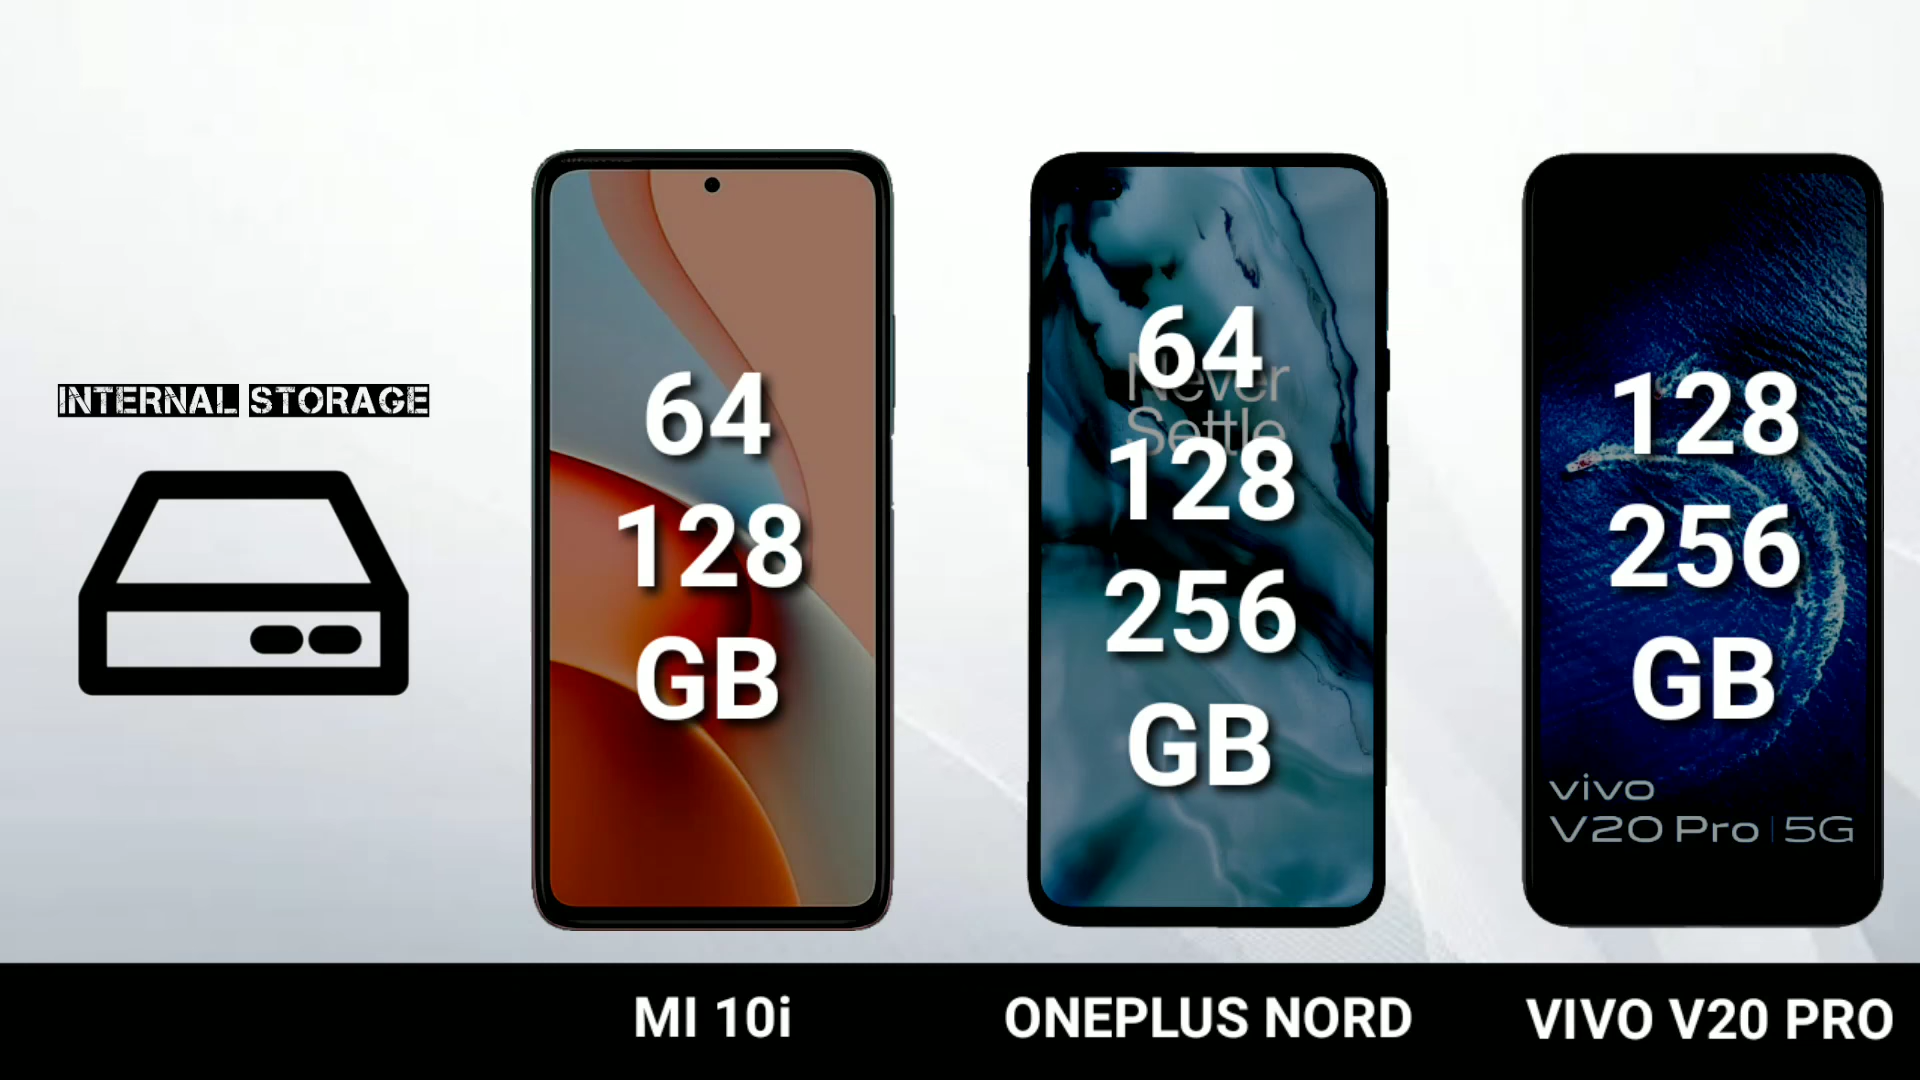 INTERNAL STORAGE
64
128
GB
Never
Settle
64
128
256
GB
128
256
GB
vivo
V20 Pro | 5G
MI 10i
ONEPLUS NORD
VIVO V20 PRO